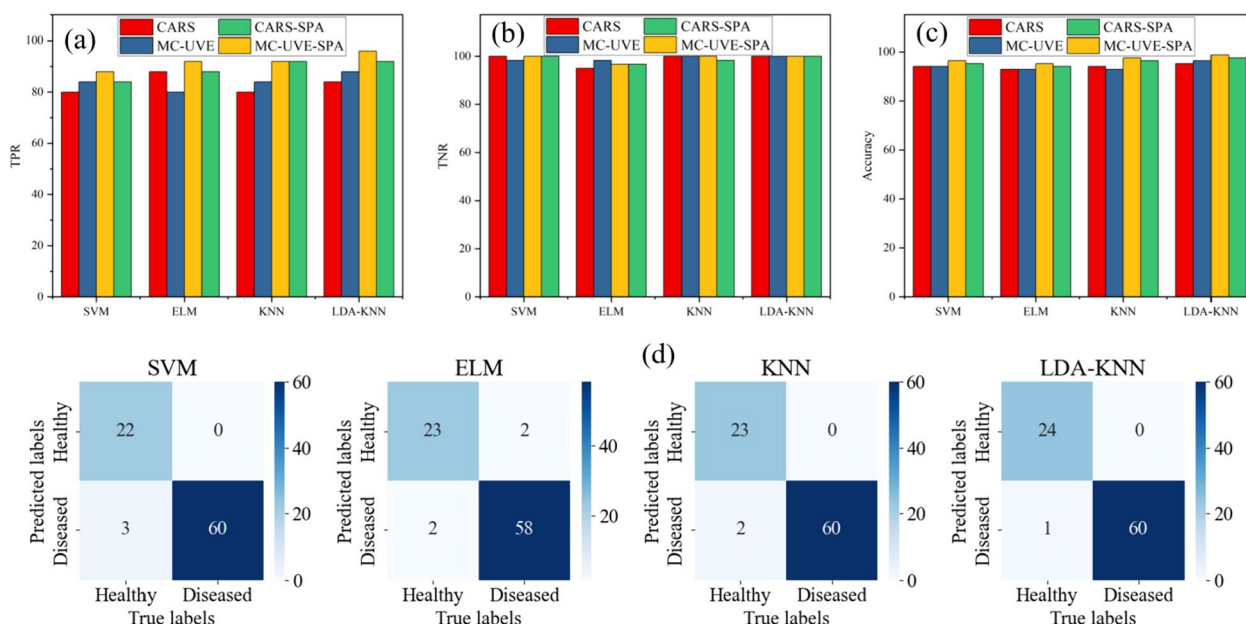 (a)
CARS
CARS-SPA
MC-UVE
MC-UVE-SPA
100
80
60
40
20
0
TPR
SVM
ELM
KNN
LDA-KNN
(b)
CARS
CARS-SPA
MC-UVE
MC-UVE-SPA
100
80
60
40
20
0
TNR
SVM
ELM
KNN
LDA-KNN
(c)
CARS
CARS-SPA
MC-UVE
MC-UVE-SPA
100
80
60
40
20
0
Accuracy
SVM
ELM
KNN
LDA-KNN
(d)
SVM
Predicted labels
Healthy
Diseased
22 0
3 60
Healthy Diseased
True labels
60
40
20
0
ELM
Predicted labels
Healthy
Diseased
23 2
2 58
Healthy Diseased
True labels
40
20
KNN
Predicted labels
Healthy
Diseased
23 0
2 60
Healthy Diseased
True labels
60
40
20
0
LDA-KNN
Predicted labels
Healthy
Diseased
24 0
1 60
Healthy Diseased
True labels
60
40
20
0